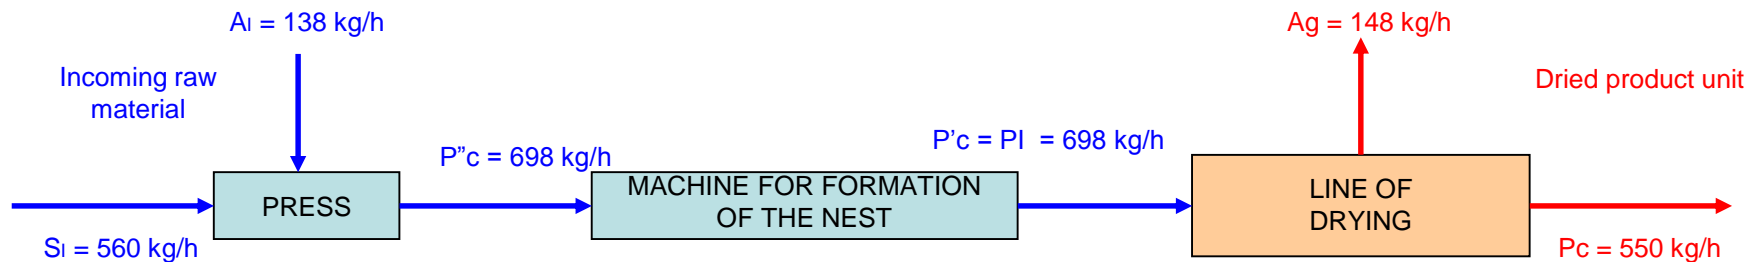 Aı = 138 kg/h
Ag = 148 kg/h
Incoming raw
material
Dried product unit
P"c = 698 kg/h
P'c = PI  = 698 kg/h
PRESS
MACHINE FOR FORMATION
OF THE NEST
LINE OF
DRYING
Sı = 560 kg/h
Pc = 550 kg/h